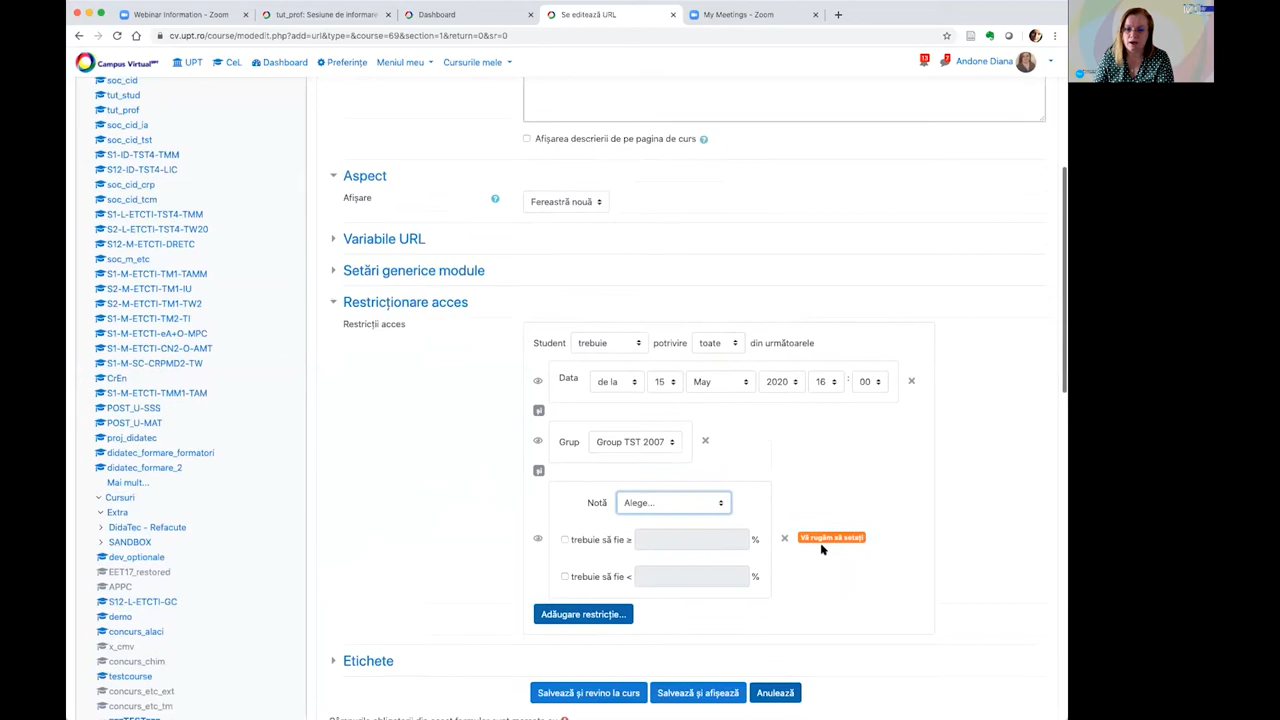 Webinar Information - Zoom
tut_prof: Sesiune de informare
Dashboard
Se editează URL
My Meetings - Zoom
cv.upt.ro/course/modedit.php?add=url&type=&course=69&section=1&return=0&sr=0
Campus Virtual UPT
CeL
Dashboard
Preferințe
Meniul meu
Cursurile mele
Andone Diana
soc_cid
tut_stud
tut_prof
soc_cid_ia
soc_cid_tst
S1-ID-TST4-TMM
S12-ID-TST4-LIC
soc_cid_crp
soc_cid_tcm
S1-L-ETCTI-TST4-TMM
S2-L-ETCTI-TST4-TW20
S12-M-ETCTI-DRETC
soc_m_etc
S1-M-ETCTI-TM1-TAMM
S2-M-ETCTI-TM1-IU
S2-M-ETCTI-TM1-TW2
S1-M-ETCTI-TM2-TI
S1-M-ETCTI-eA+O-MPC
S1-M-ETCTI-CN2-O-AMT
S1-M-SC-CRPMD2-TW
CrEn
S1-M-ETCTI-TMM1-TAM
POST_U-SSS
POST_U-MAT
proj_didatec
didatec_formare_formatori
didatec_formare_2
Mai mult...
Cursuri
Extra
DidaTec - Refacute
SANDBOX
dev_optionale
EET17_restored
APPC
S12-L-ETCTI-GC
demo
concurs_alaci
x_cmv
concurs_chim
testcourse
concurs_etc_ext
concurs_etc_tm
Afișarea descrierii de pe pagina de curs
Aspect
Afișare
Fereastră nouă
Variabile URL
Setări generice module
Restricționare acces
Restricții acces
Student trebuie potrivire toate din următoarele
Data de la 15 May 2020 16 : 00
și
Grup Group TST 2007
și
Notă Alege...
trebuie să fie ≥ %
Vă rugăm să setați
trebuie să fie < %
Adăugare restricție...
Etichete
Salvează și revino la curs
Salvează și afișează
Anulează